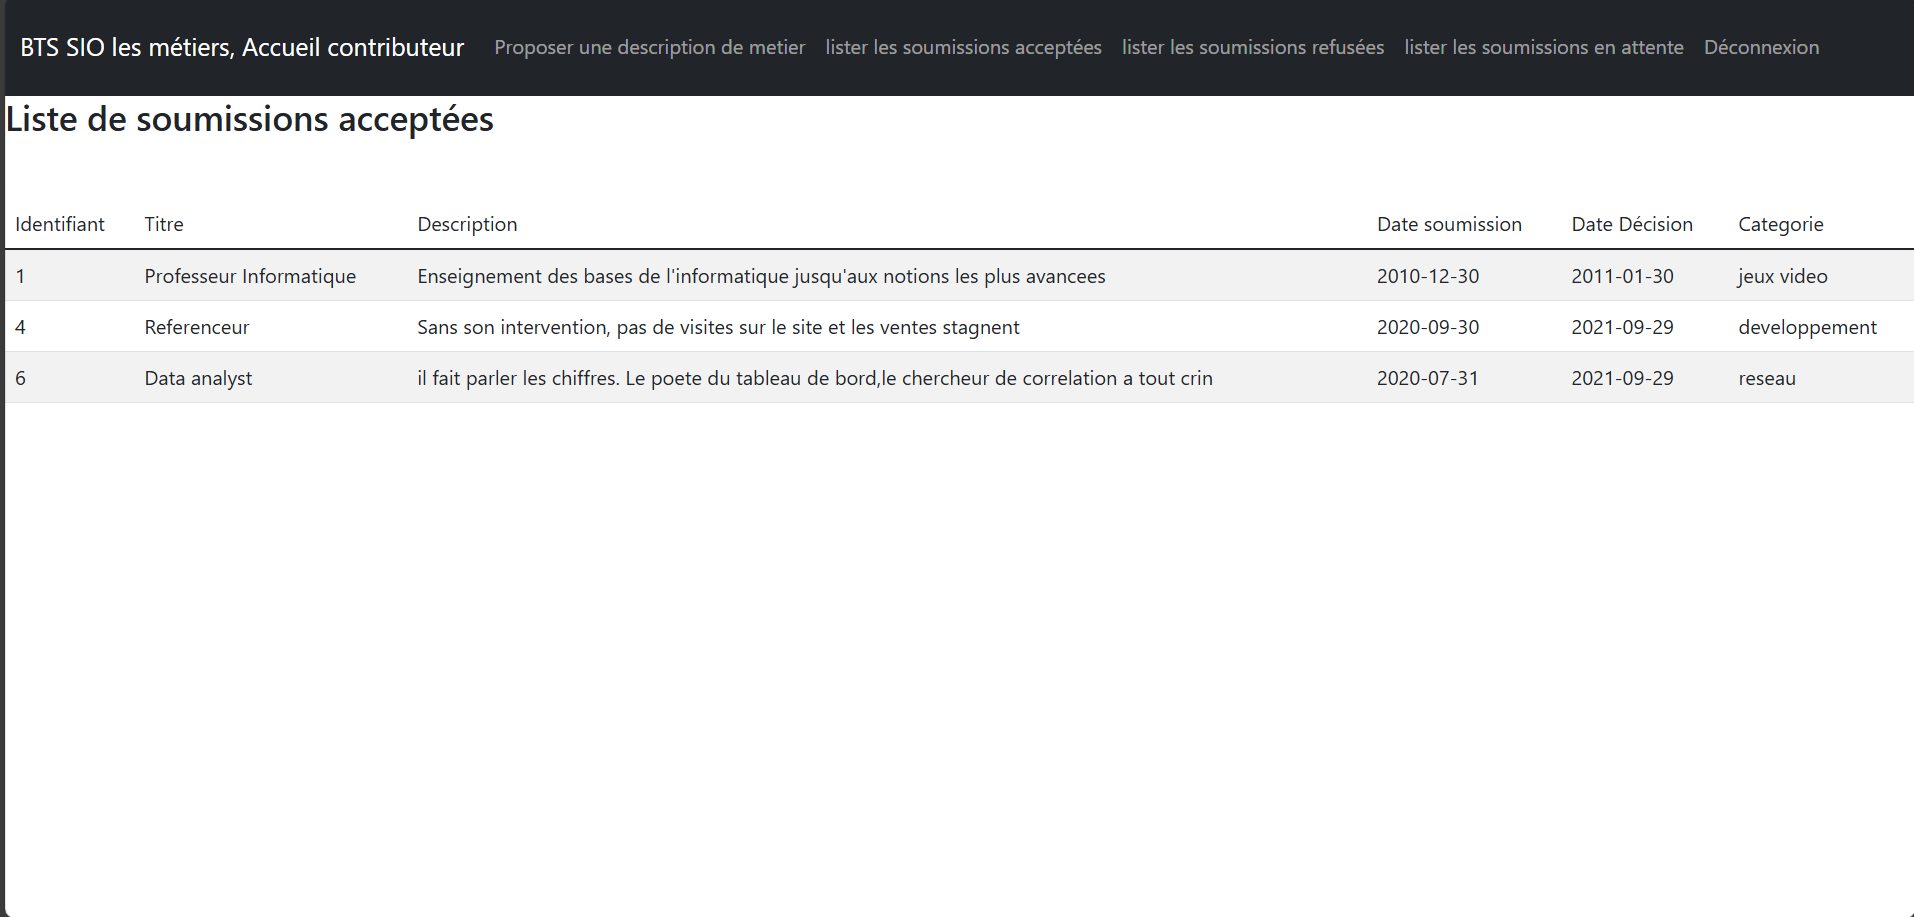 BTS SIO les métiers, Accueil contributeur Proposer une description de metier lister les soumissions acceptées lister les soumissions refusées lister les soumissions en attente Déconnexion
Liste de soumissions acceptées
Identifiant Titre Description Date soumission Date Décision Categorie
1 Professeur Informatique Enseignement des bases de l'informatique jusqu'aux notions les plus avancees 2010-12-30 2011-01-30 jeux video
4 Referenceur Sans son intervention, pas de visites sur le site et les ventes stagnent 2020-09-30 2021-09-29 developpement
6 Data analyst il fait parler les chiffres. Le poete du tableau de bord,le chercheur de correlation a tout crin 2020-07-31 2021-09-29 reseau